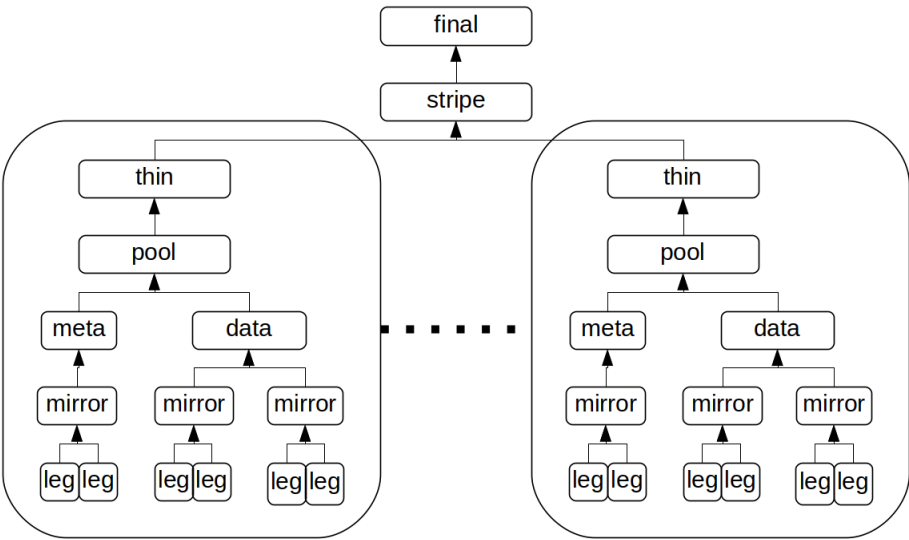 final
stripe
thin thin
pool pool
meta data meta data
mirror mirror mirror mirror mirror mirror
leg leg leg leg leg leg leg leg leg leg leg leg